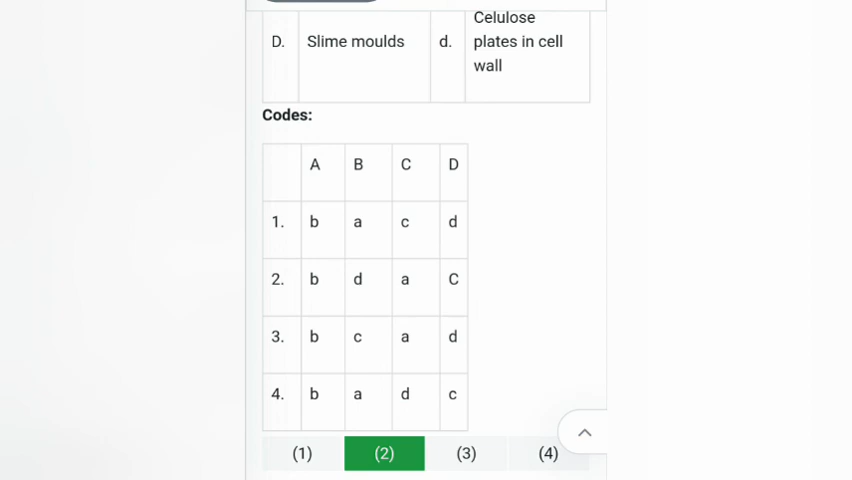 Celulose
D. Slime moulds d. plates in cell
wall
Codes:
A B C D
1. b a c d
2. b d a C
3. b c a d
4. b a d c
(1) (2) (3) (4)